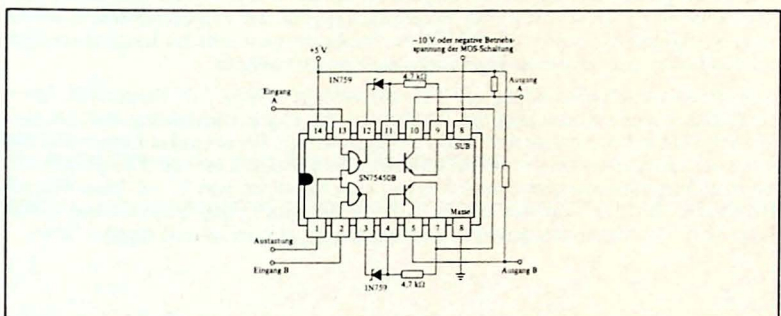 −10 V oder negative Betriebs-
spannung der MOS-Schaltung
+5 V
1N759
4,7 kΩ
Eingang
A
Ausgang
A
14 13 12 11 10 9 8
SUB
SN75450B
Masse
1 2 3 4 5 7 8
Austastung
Eingang B
1N759
4,7 kΩ
Ausgang B